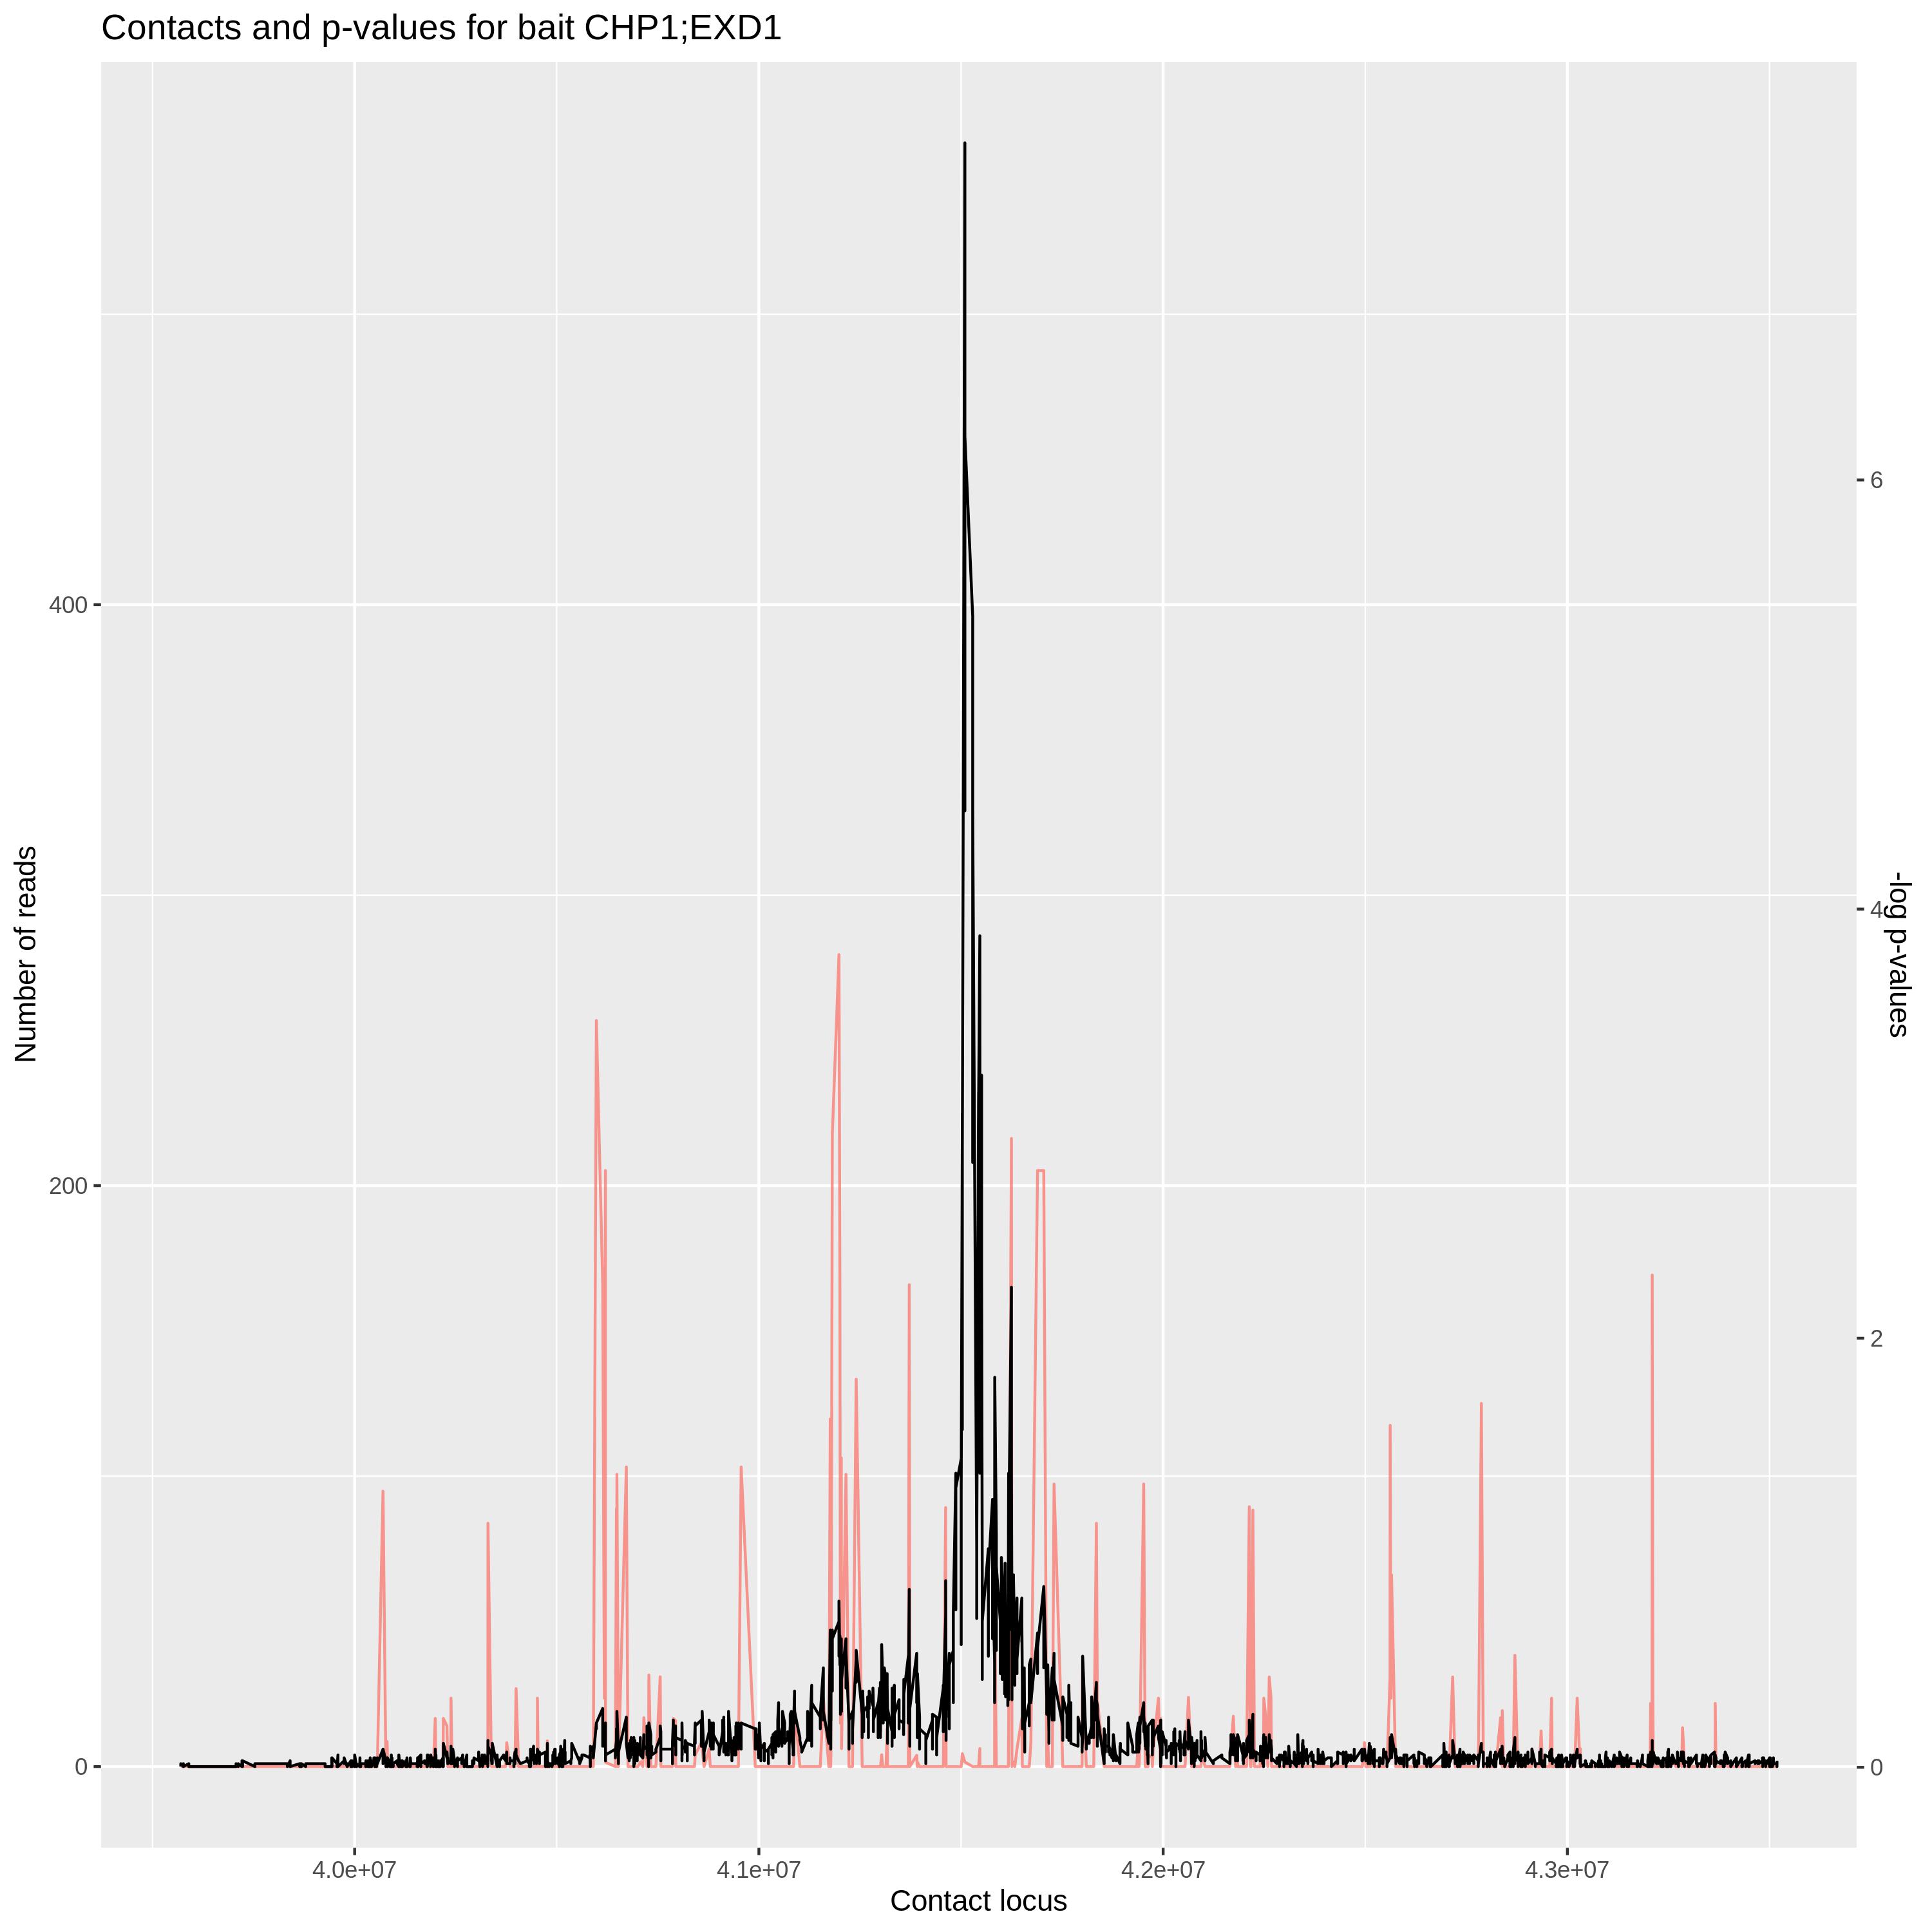 Contacts and p-values for bait CHP1;EXD1
Number of reads
400
200
0
6
4
2
0
-log p-values
4.0e+07 4.1e+07 4.2e+07 4.3e+07
Contact locus